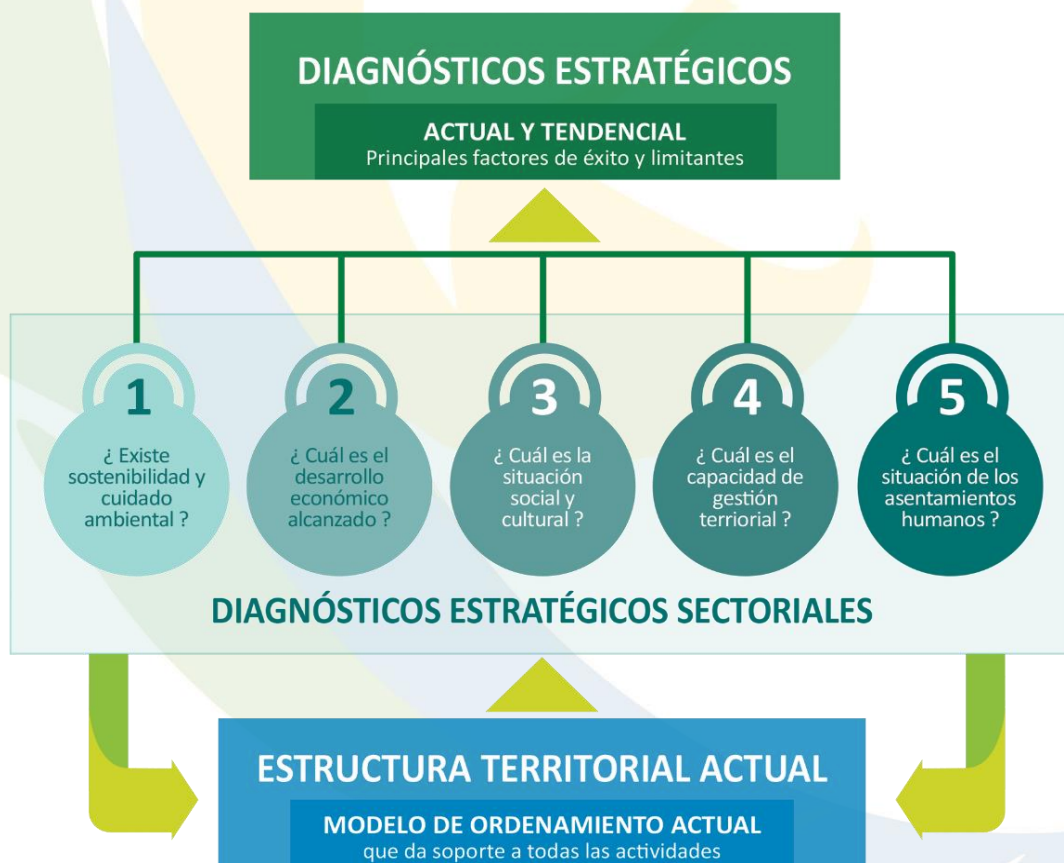 DIAGNÓSTICOS ESTRATÉGICOS
ACTUAL Y TENDENCIAL
Principales factores de éxito y limitantes
1
¿ Existe
sostenibilidad y
cuidado
ambiental ?
2
¿ Cuál es el
desarrollo
económico
alcanzado ?
3
¿ Cuál es la
situación
social y
cultural ?
4
¿ Cuál es el
capacidad de
gestión
terriorial ?
5
¿ Cuál es el
situación de los
asentamientos
humanos ?
DIAGNÓSTICOS ESTRATÉGICOS SECTORIALES
ESTRUCTURA TERRITORIAL ACTUAL
MODELO DE ORDENAMIENTO ACTUAL
que da soporte a todas las actividades